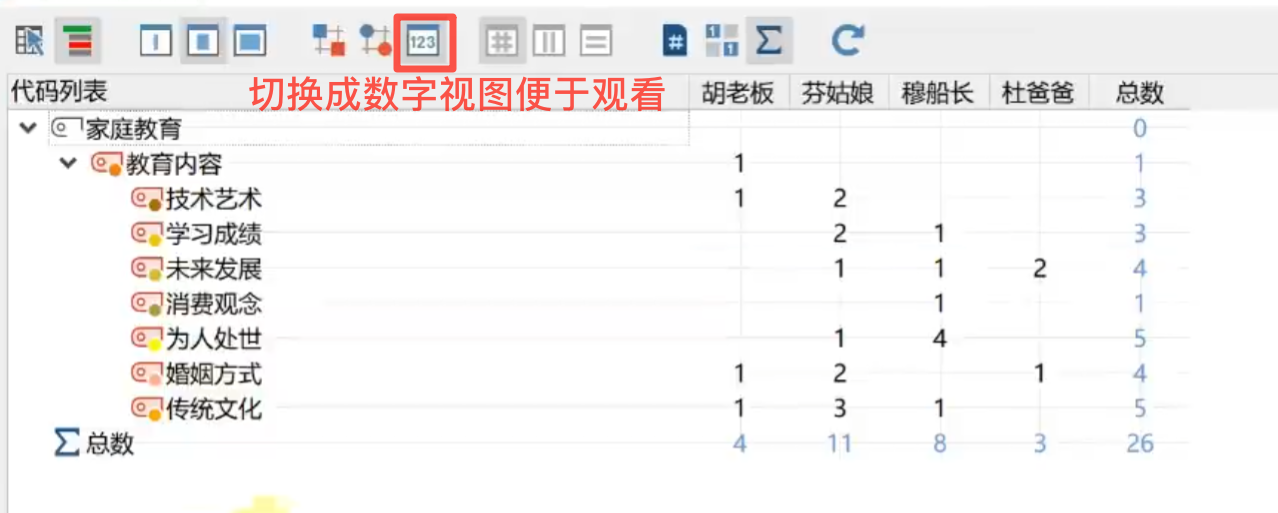 123
#
1
1
Σ
切换成数字视图便于观看
代码列表 胡老板 芬姑娘 穆船长 杜爸爸 总数
家庭教育 0
教育内容 1 1
技术艺术 1 2 3
学习成绩 2 1 3
未来发展 1 1 2 4
消费观念 1 1
为人处世 1 4 5
婚姻方式 1 2 1 4
传统文化 1 3 1 5
Σ 总数 4 11 8 3 26